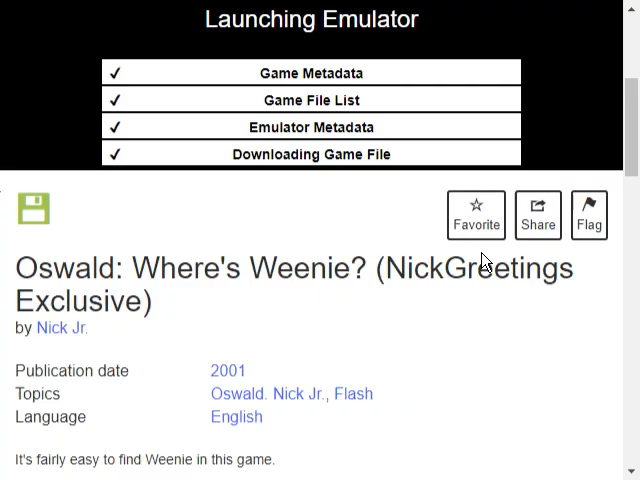 Launching Emulator
✓ Game Metadata
✓ Game File List
✓ Emulator Metadata
✓ Downloading Game File
Favorite Share Flag
Oswald: Where's Weenie? (NickGreetings
Exclusive)
by Nick Jr.
Publication date 2001
Topics Oswald. Nick Jr., Flash
Language English
It's fairly easy to find Weenie in this game.